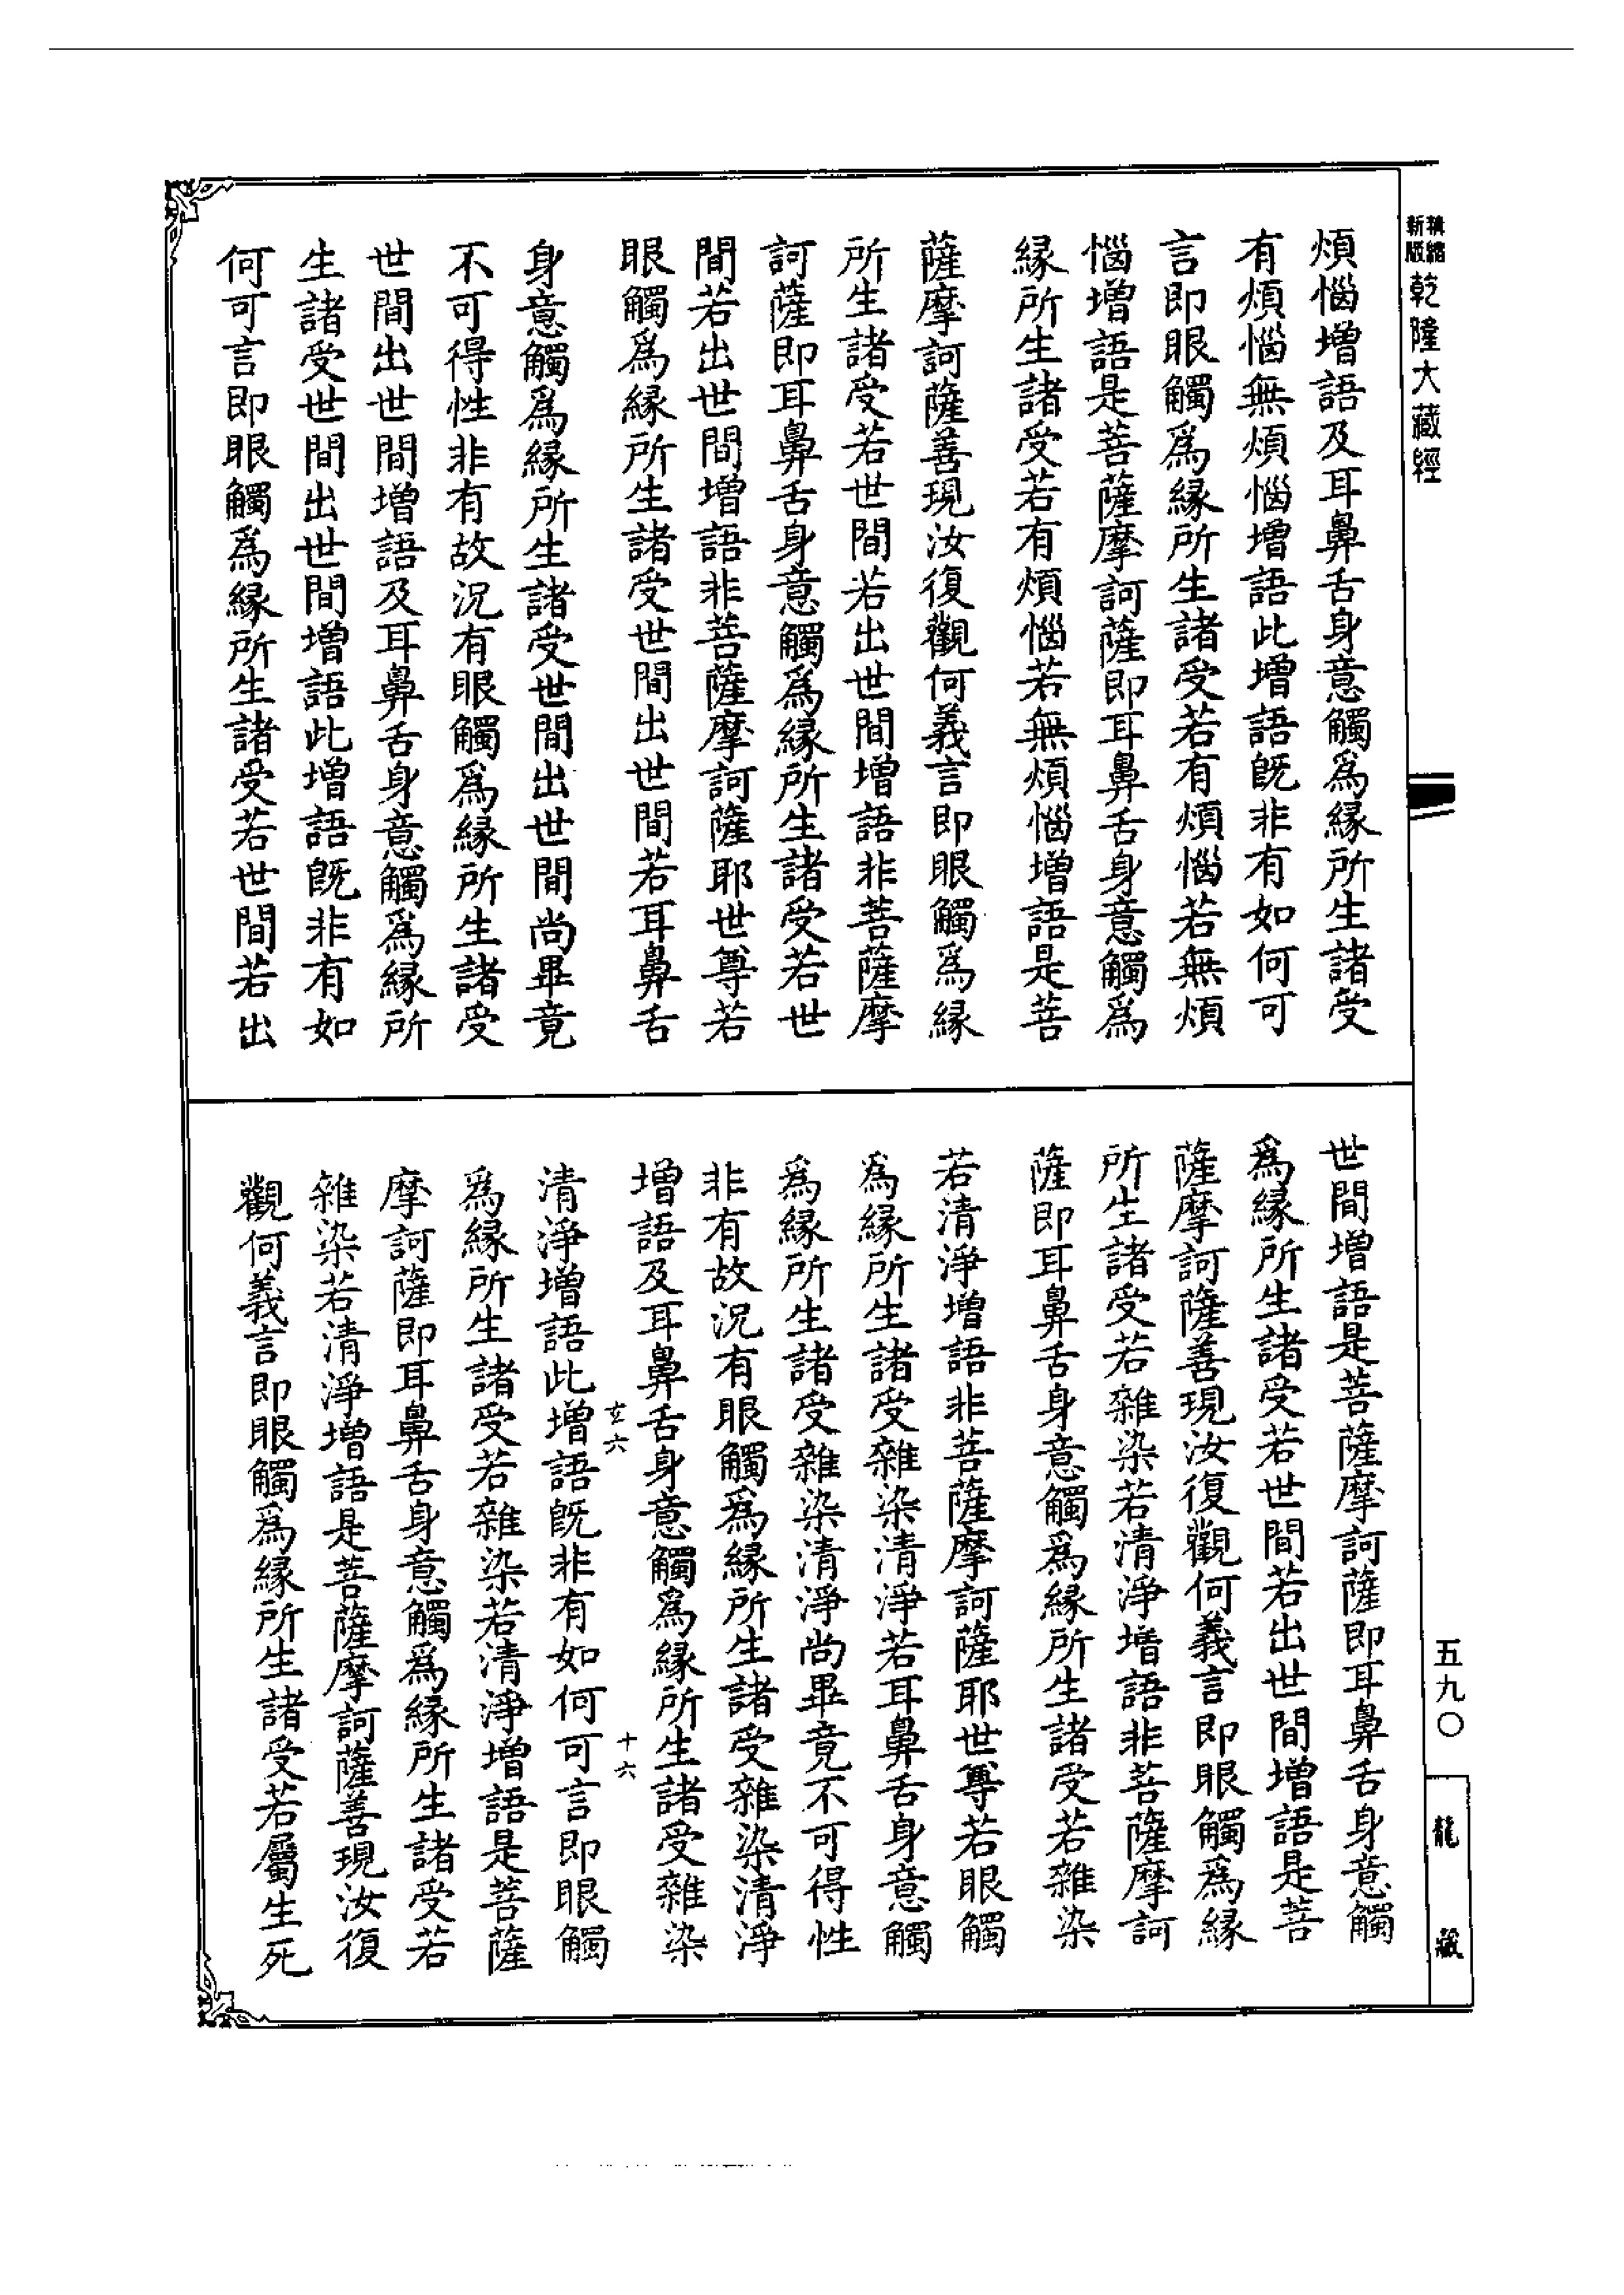 新版精縮乾隆大藏經
煩惱增語及耳鼻舌身意觸爲緣所生諸受
有煩惱無煩惱增語此增語旣非有如何可
言即眼觸爲緣所生諸受若有煩惱若無煩
惱增語是菩薩摩訶薩即耳鼻舌身意觸爲
緣所生諸受若有煩惱若無煩惱增語是菩
薩摩訶薩善現汝復觀何義言即眼觸爲緣
所生諸受若世間若出世間增語非菩薩摩
訶薩即耳鼻舌身意觸爲緣所生諸受若世
間若出世間增語非菩薩摩訶薩耶世尊若
眼觸爲緣所生諸受世間出世間若耳鼻舌
身意觸爲緣所生諸受世間出世間尚畢竟
不可得性非有故況有眼觸爲緣所生諸受
世間出世間增語及耳鼻舌身意觸爲緣所
生諸受世間出世間增語此增語旣非有如
何可言即眼觸爲緣所生諸受若世間若出
世間增語是菩薩摩訶薩即耳鼻舌身意觸
爲緣所生諸受若世間若出世間增語是菩
薩摩訶薩善現汝復觀何義言即眼觸爲緣
所生諸受若雜染若清淨增語非菩薩摩訶
薩即耳鼻舌身意觸爲緣所生諸受若雜染
若清淨增語非菩薩摩訶薩耶世尊若眼觸
爲緣所生諸受雜染清淨若耳鼻舌身意觸
爲緣所生諸受雜染清淨尚畢竟不可得性
非有故況有眼觸爲緣所生諸受雜染清淨
增語及耳鼻舌身意觸爲緣所生諸受雜染
六 十六
清淨增語此增語旣非有如何可言即眼觸
爲緣所生諸受若雜染若清淨增語是菩薩
摩訶薩即耳鼻舌身意觸爲緣所生諸受若
雜染若清淨增語是菩薩摩訶薩善現汝復
觀何義言即眼觸爲緣所生諸受若屬生死
五九〇
龍藏